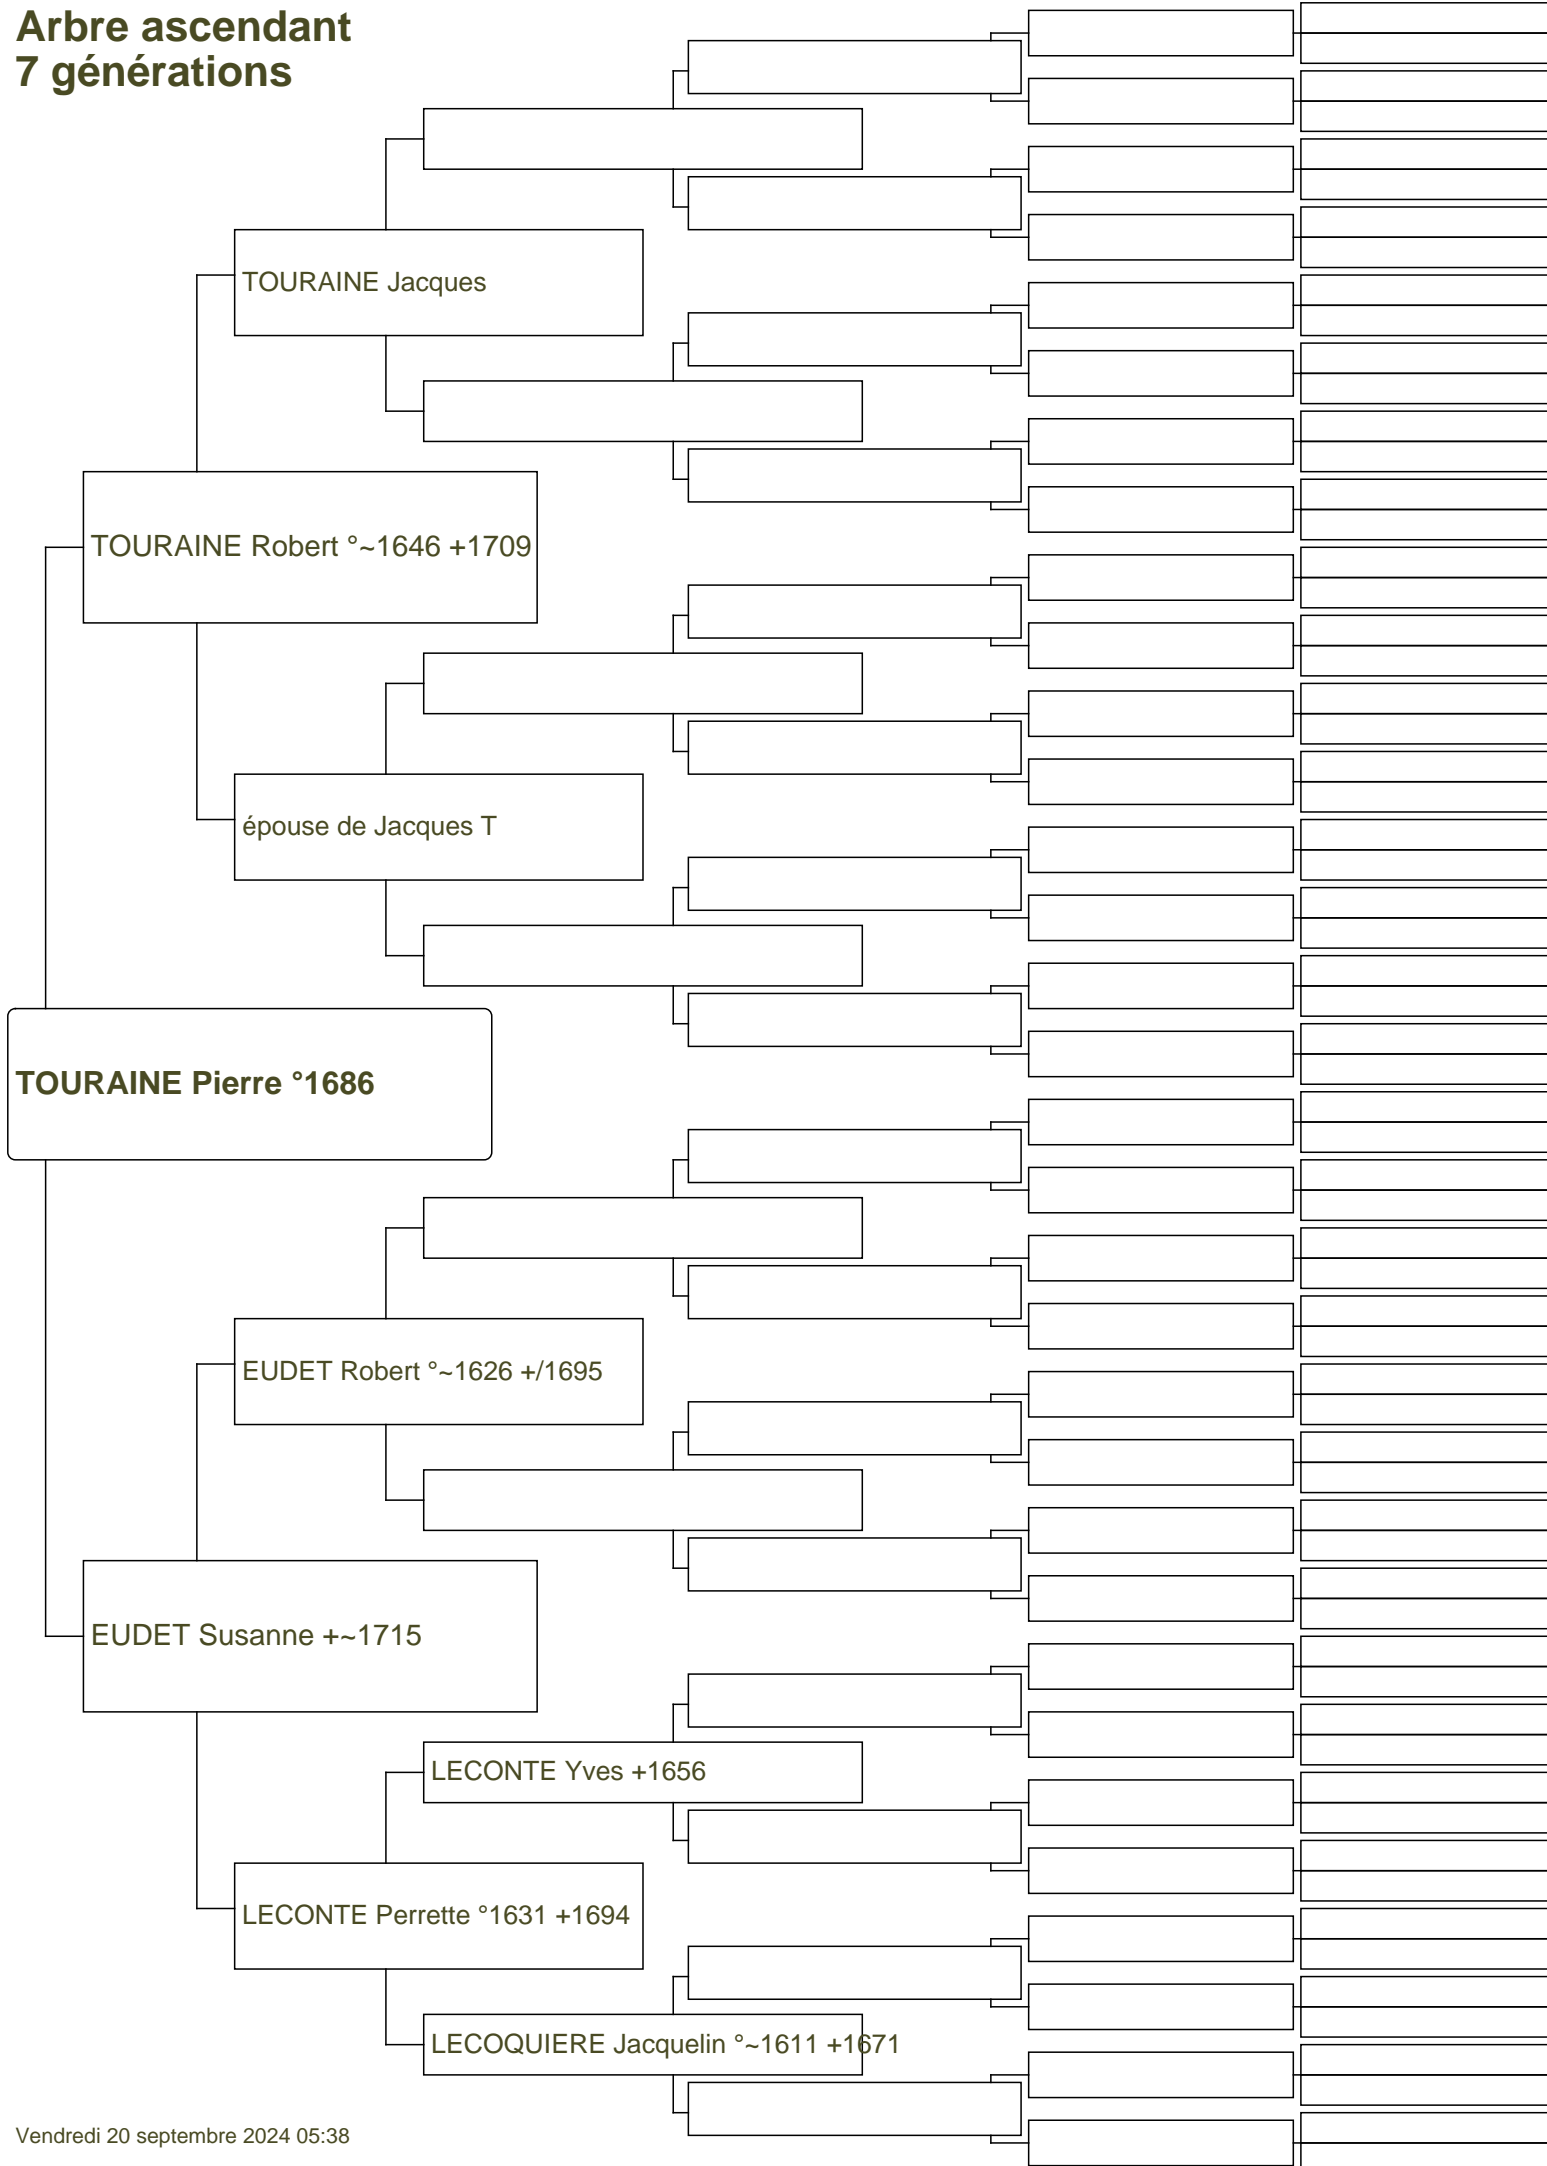 Arbre ascendant
7 générations
TOURAINE Jacques
TOURAINE Robert °~1646 +1709
épouse de Jacques T
TOURAINE Pierre °1686
EUDET Robert °~1626 +/1695
EUDET Susanne +~1715
LECONTE Yves +1656
LECONTE Perrette °1631 +1694
LECOQUIERE Jacquelin °~1611 +1671
Vendredi 20 septembre 2024 05:38